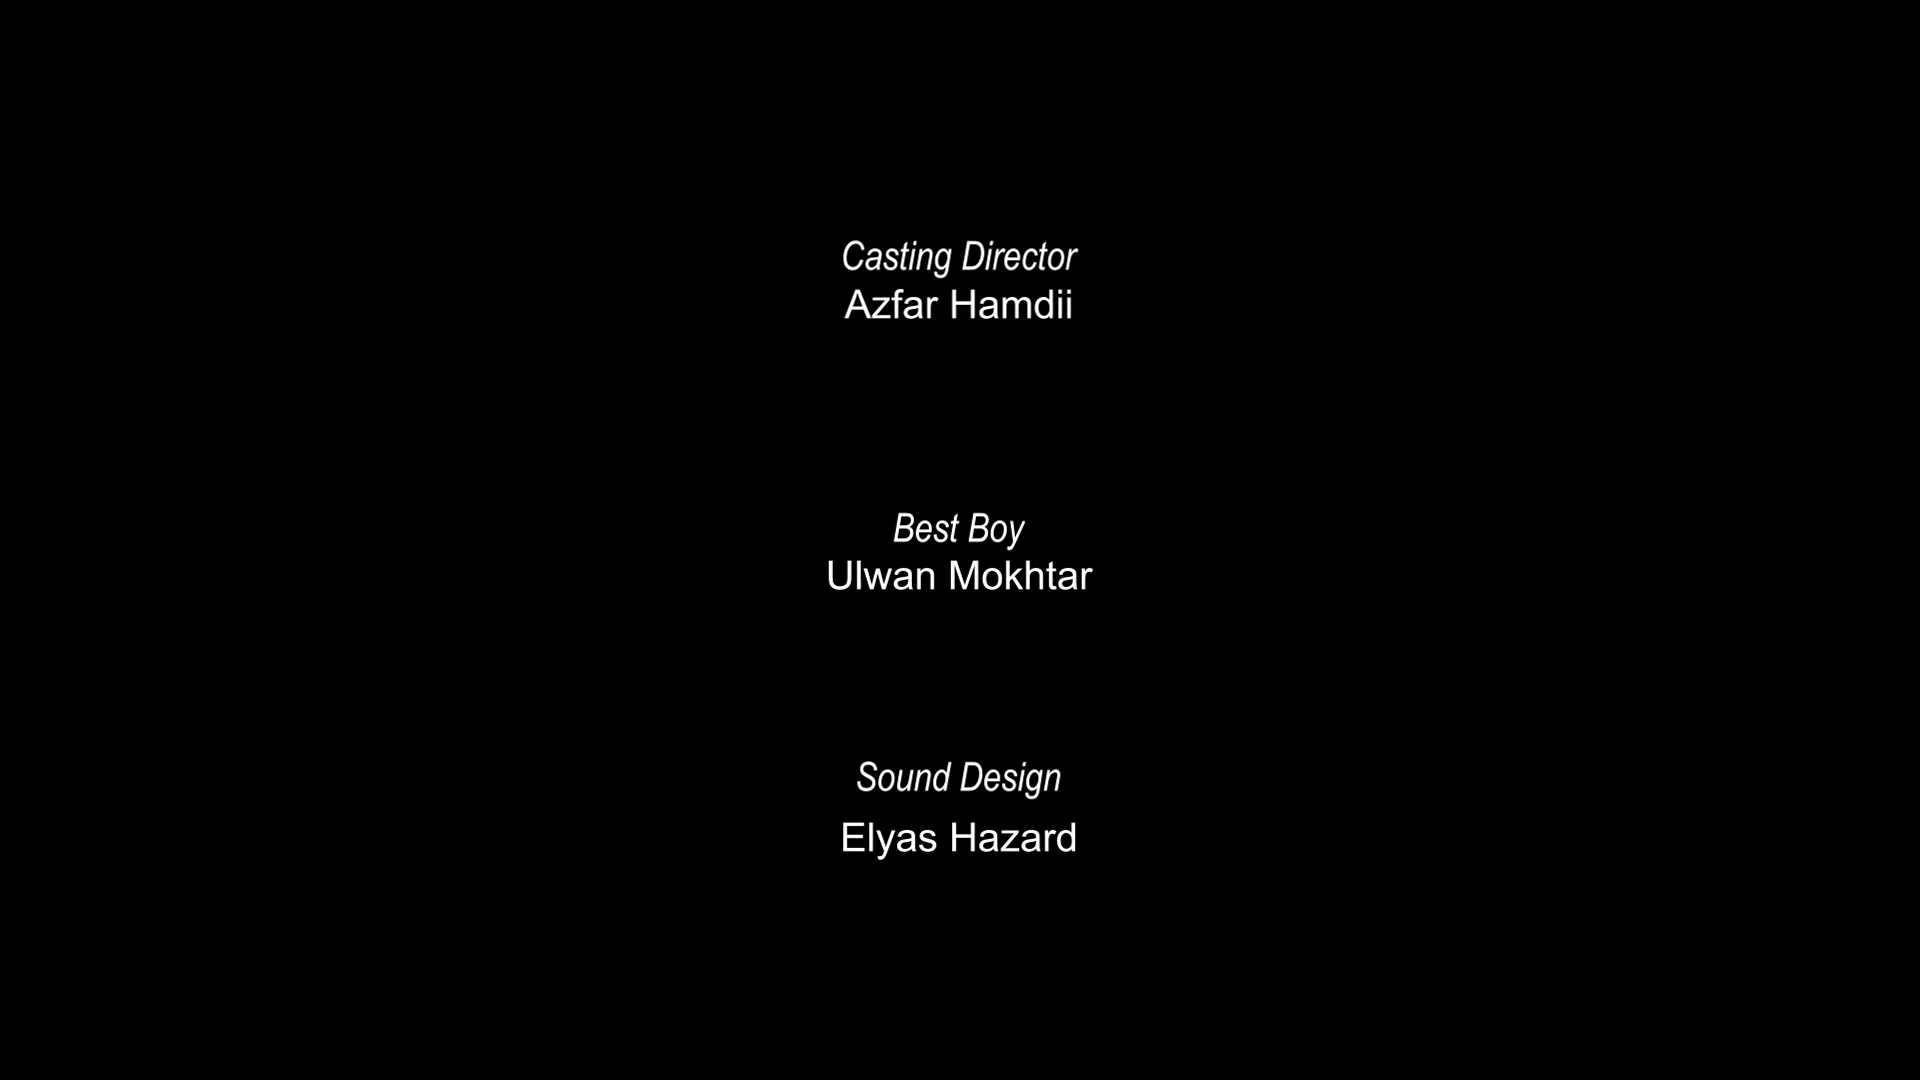 Casting Director
Azfar Hamdii
Best Boy
Ulwan Mokhtar
Sound Design
Elyas Hazard